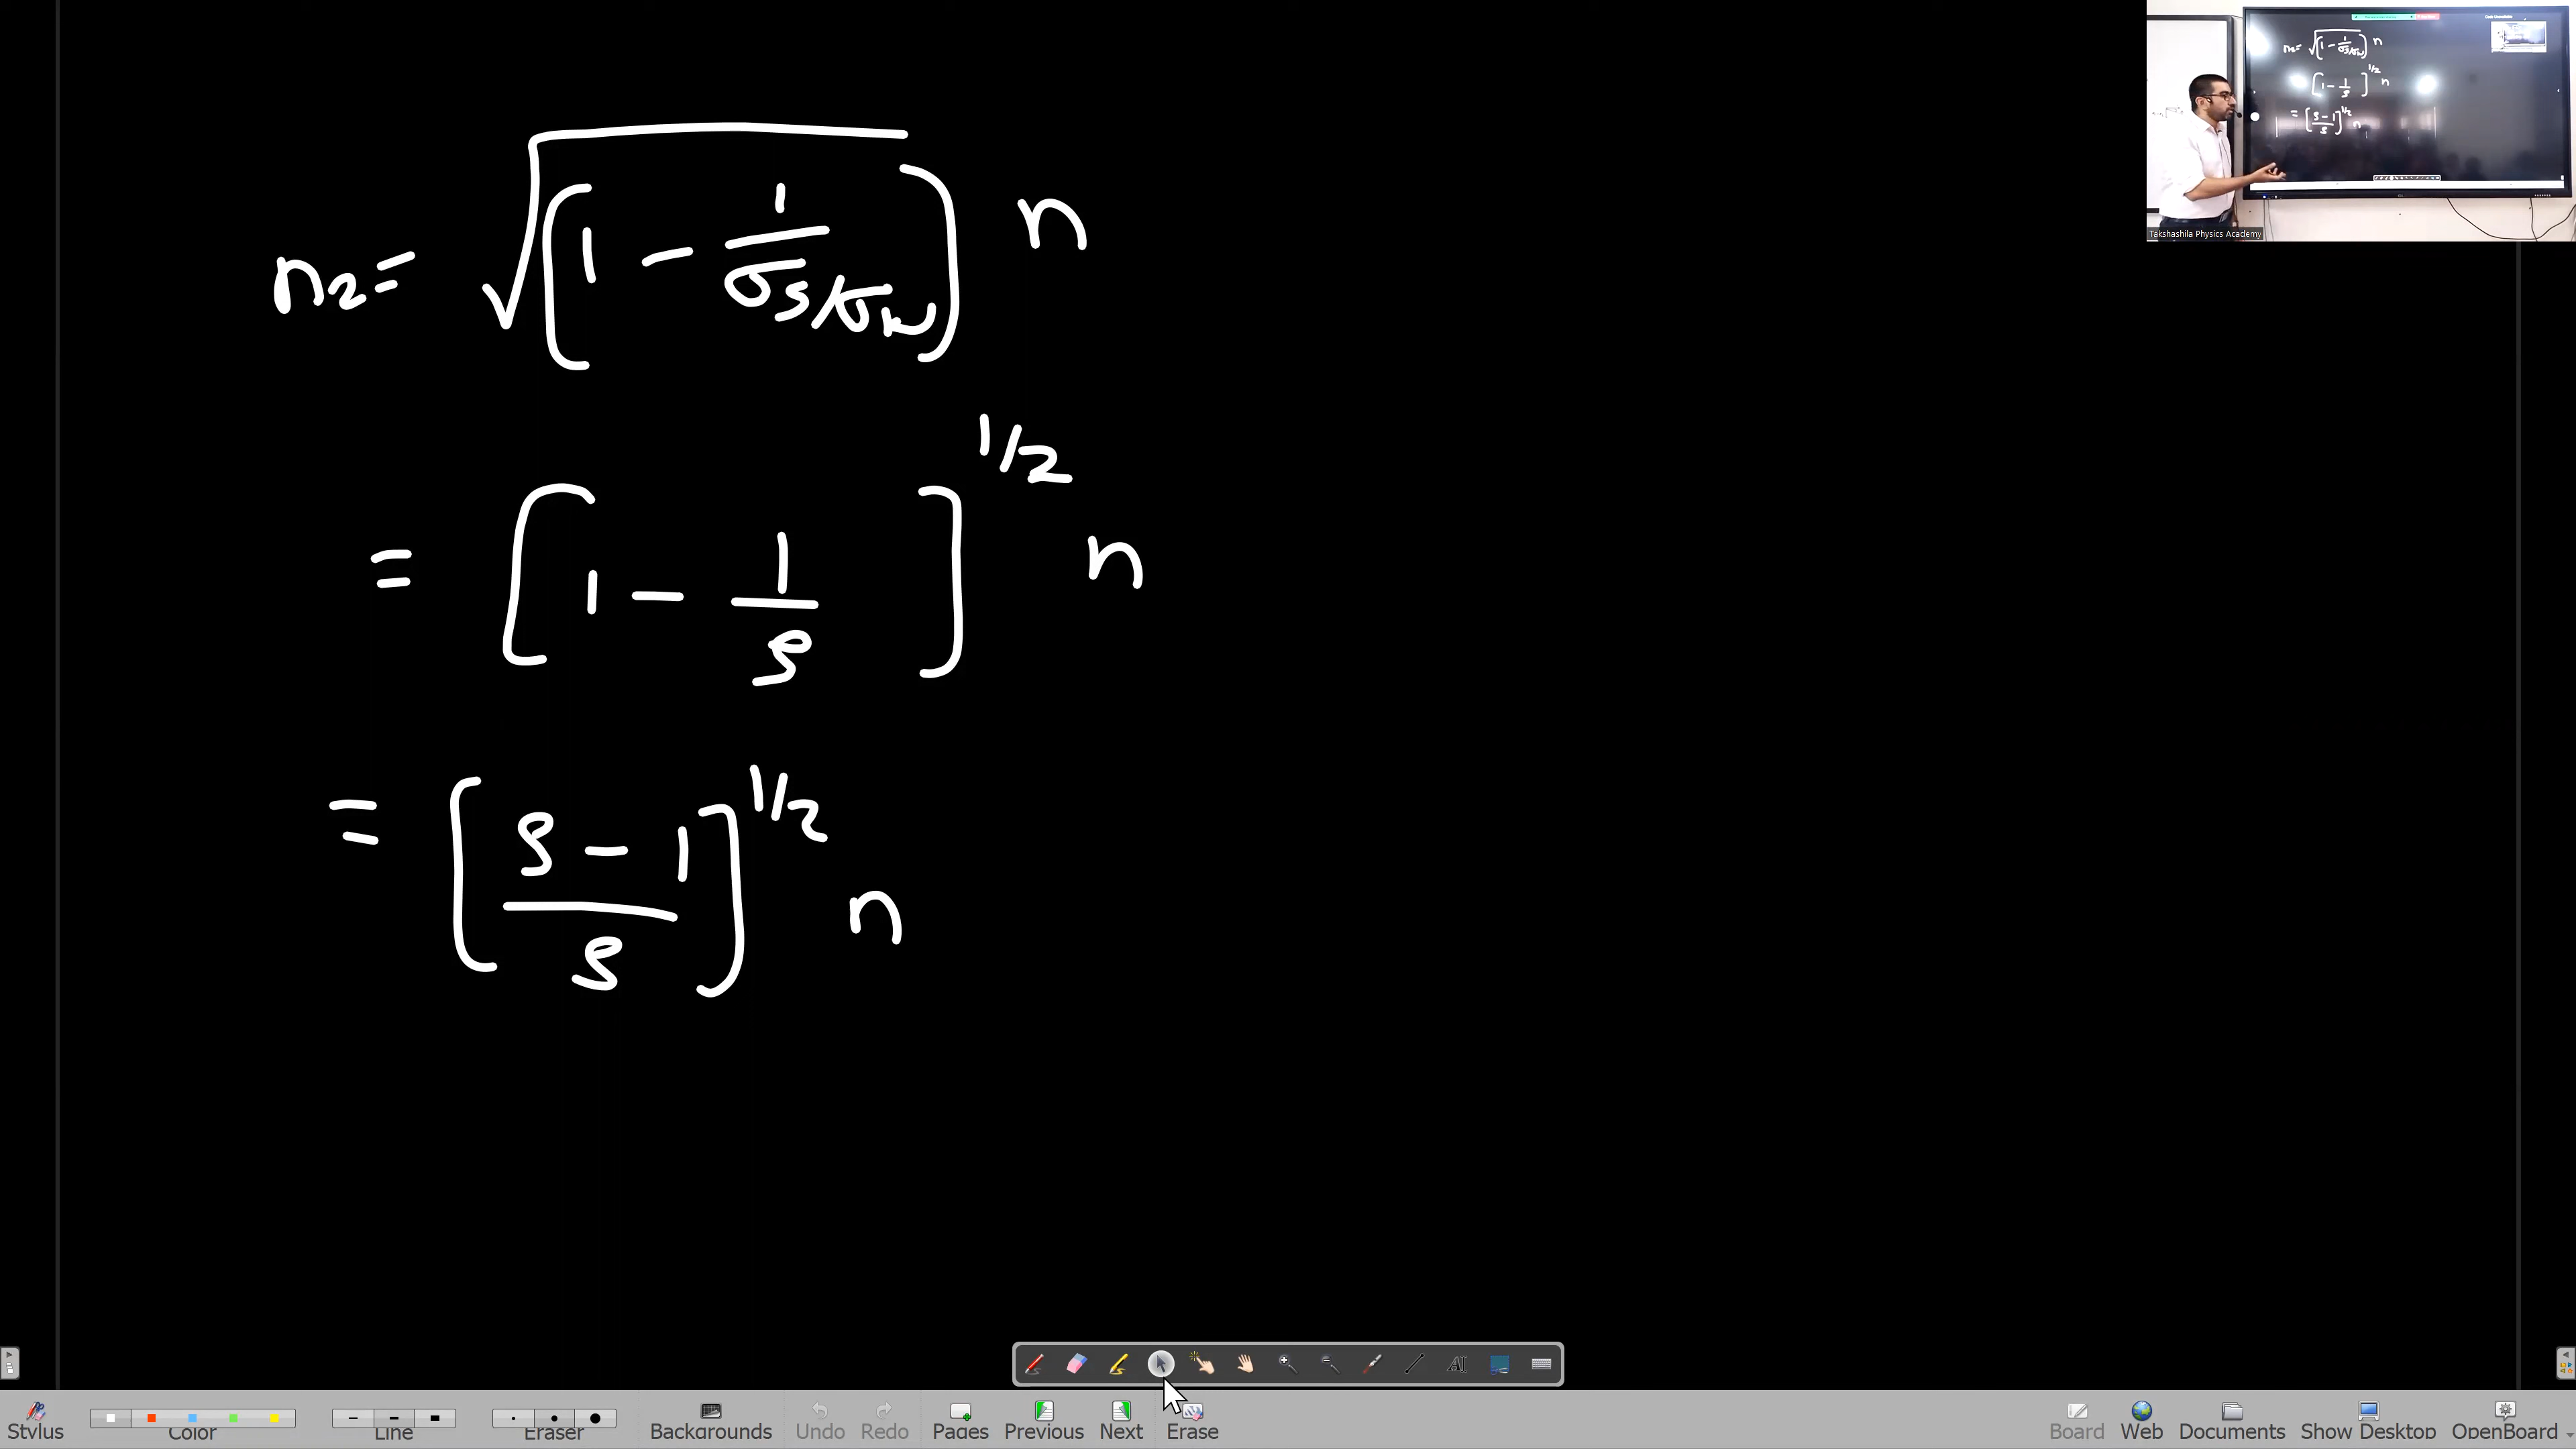 n₂ = √(1 - 1/(σs/σw)) n
= [1 - 1/ρ]^1/2 n
= [(ρ - 1)/ρ]^1/2 n
Takshashila Physics Academy
Stylus Color Line Eraser Backgrounds Undo Redo Pages Previous Next Erase Board Web Documents Show Desktop OpenBoard